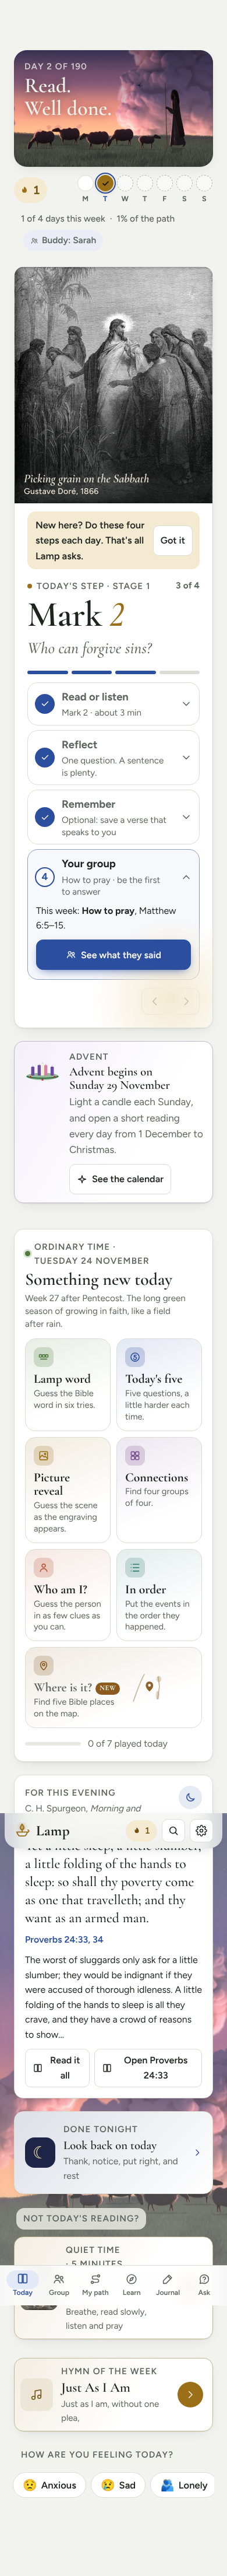 DAY 2 OF 190
Read.
Well done.
1
M T W T F S S
1 of 4 days this week · 1% of the path
Buddy: Sarah
Picking grain on the Sabbath
Gustave Doré, 1866
New here? Do these four
steps each day. That's all
Lamp asks.
Got it
TODAY'S STEP · STAGE 1
3 of 4
Mark 2
Who can forgive sins?
Read or listen
Mark 2 · about 3 min
Reflect
One question. A sentence
is plenty.
Remember
Optional: save a verse that
speaks to you
4
Your group
How to pray · be the first
to answer
This week: How to pray, Matthew
6:5–15.
See what they said
ADVENT
Advent begins on
Sunday 29 November
Light a candle each Sunday,
and open a short reading
every day from 1 December to
Christmas.
See the calendar
ORDINARY TIME ·
TUESDAY 24 NOVEMBER
Something new today
Week 27 after Pentecost. The long green
season of growing in faith, like a field
after rain.
Lamp word
Guess the Bible
word in six tries.
Today's five
Five questions, a
little harder each
time.
Picture
reveal
Guess the scene
as the engraving
appears.
Connections
Find four groups
of four.
Who am I?
Guess the person
in as few clues as
you can.
In order
Put the events in
the order they
happened.
Where is it? NEW
Find five Bible places
on the map.
0 of 7 played today
FOR THIS EVENING
C. H. Spurgeon, Morning and
Lamp
1
Yet a little sleep, a little slumber,
a little folding of the hands to
sleep: so shall thy poverty come
as one that travelleth; and thy
want as an armed man.
Proverbs 24:33, 34
The worst of sluggards only ask for a little
slumber; they would be indignant if they
were accused of thorough idleness. A little
folding of the hands to sleep is all they
crave, and they have a crowd of reasons
to show…
Read it
all
Open Proverbs
24:33
DONE TONIGHT
Look back on today
Thank, notice, put right, and
rest
NOT TODAY'S READING?
QUIET TIME
· 5 MINUTES
Today
Group
My path
Learn
Journal
Ask
Breathe, read slowly,
listen and pray
HYMN OF THE WEEK
Just As I Am
Just as I am, without one
plea,
HOW ARE YOU FEELING TODAY?
Anxious
Sad
Lonely